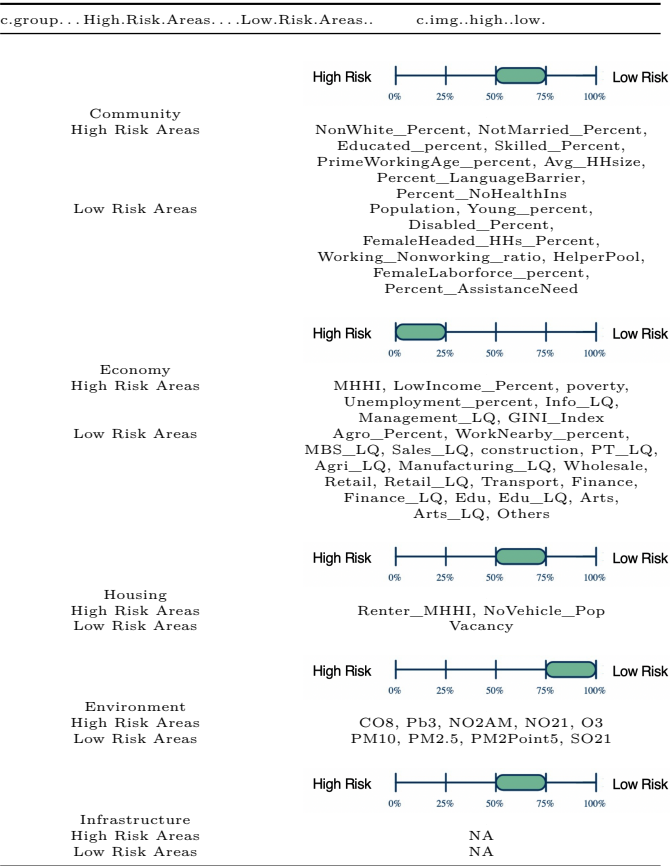 c.group...High.Risk.Areas....Low.Risk.Areas.. c.img..high..low.
High Risk Low Risk
0% 25% 50% 75% 100%
Community
High Risk Areas NonWhite_Percent, NotMarried_Percent,
Educated_percent, Skilled_Percent,
PrimeWorkingAge_percent, Avg_HHsize,
Percent_LanguageBarrier,
Percent_NoHealthIns
Low Risk Areas Population, Young_percent,
Disabled_Percent,
FemaleHeaded_HHs_Percent,
Working_Nonworking_ratio, HelperPool,
FemaleLaborforce_percent,
Percent_AssistanceNeed
High Risk Low Risk
0% 25% 50% 75% 100%
Economy
High Risk Areas MHHI, LowIncome_Percent, poverty,
Unemployment_percent, Info_LQ,
Management_LQ, GINI_Index
Low Risk Areas Agro_Percent, WorkNearby_percent,
MBS_LQ, Sales_LQ, construction, PT_LQ,
Agri_LQ, Manufacturing_LQ, Wholesale,
Retail, Retail_LQ, Transport, Finance,
Finance_LQ, Edu, Edu_LQ, Arts,
Arts_LQ, Others
High Risk Low Risk
0% 25% 50% 75% 100%
Housing
High Risk Areas Renter_MHHI, NoVehicle_Pop
Low Risk Areas Vacancy
High Risk Low Risk
0% 25% 50% 75% 100%
Environment
High Risk Areas CO8, Pb3, NO2AM, NO21, O3
Low Risk Areas PM10, PM2.5, PM2Point5, SO21
High Risk Low Risk
0% 25% 50% 75% 100%
Infrastructure
High Risk Areas NA
Low Risk Areas NA